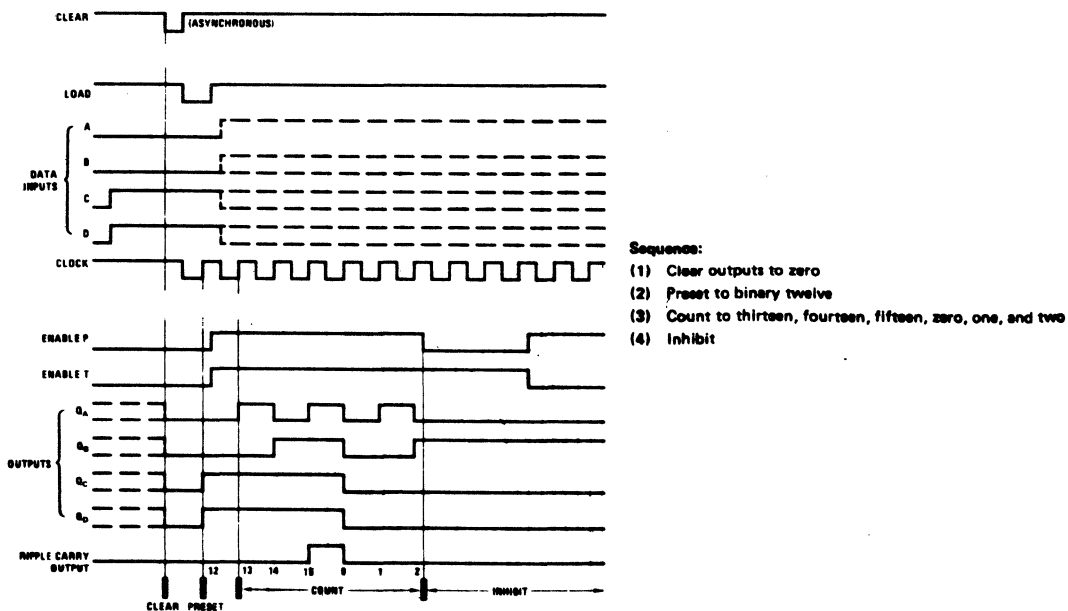 CLEAR
(ASYNCHRONOUS)
LOAD
A
B
DATA
INPUTS
C
D
CLOCK
Sequence:
(1) Clear outputs to zero
(2) Preset to binary twelve
(3) Count to thirteen, fourteen, fifteen, zero, one, and two
(4) Inhibit
ENABLE P
ENABLE T
QA
QB
OUTPUTS
QC
QD
RIPPLE CARRY
OUTPUT
12 13 14 15 0 1 2
COUNT INHIBIT
CLEAR PRESET